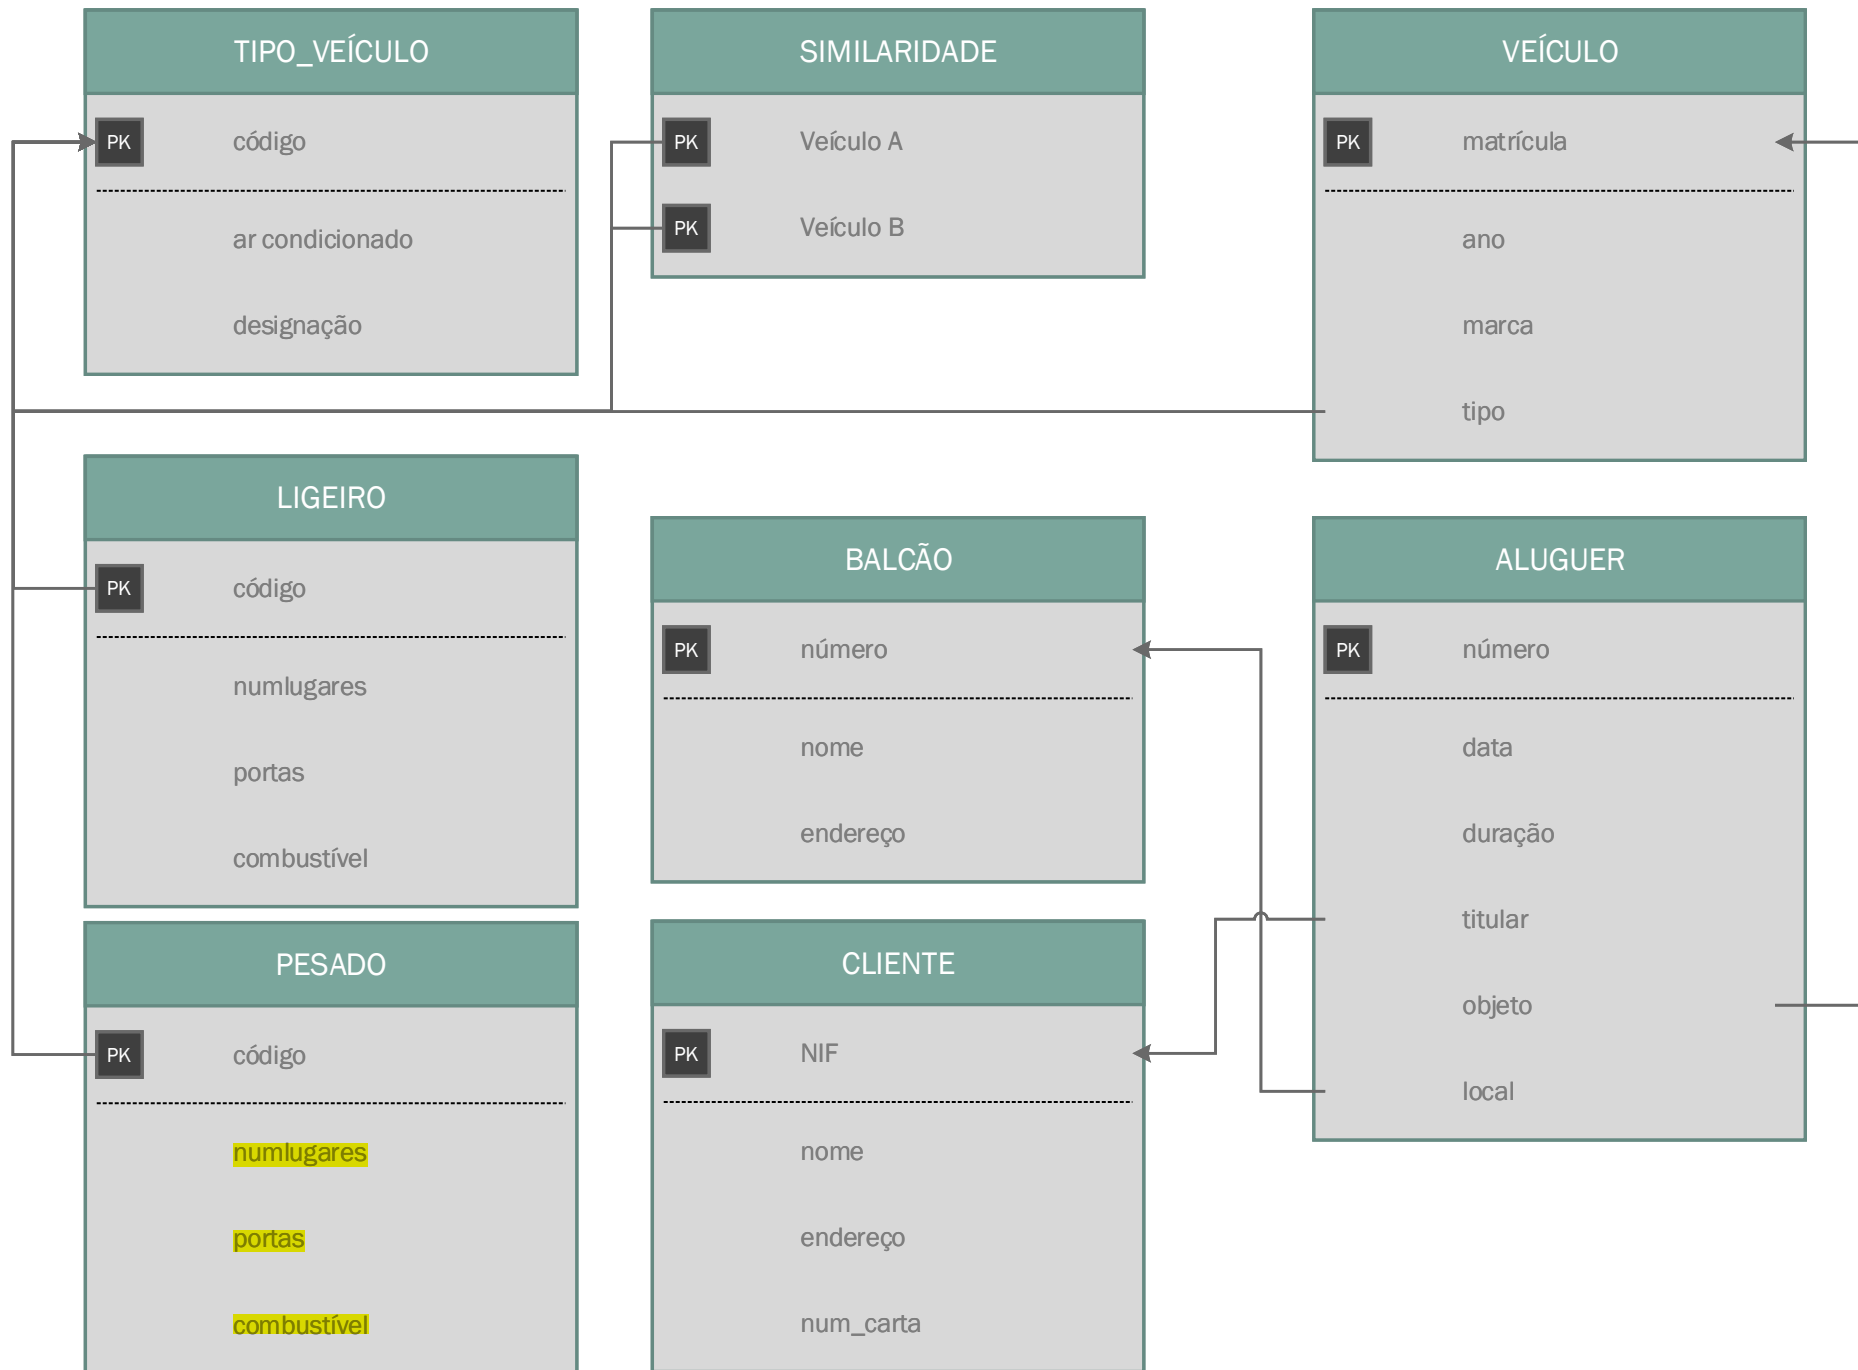 TIPO_VEÍCULO
PK código
ar condicionado
designação
SIMILARIDADE
PK Veículo A
PK Veículo B
VEÍCULO
PK matrícula
ano
marca
tipo
LIGEIRO
PK código
numlugares
portas
combustível
BALCÃO
PK número
nome
endereço
ALUGUER
PK número
data
duração
titular
objeto
local
PESADO
PK código
numlugares
portas
combustível
CLIENTE
PK NIF
nome
endereço
num_carta